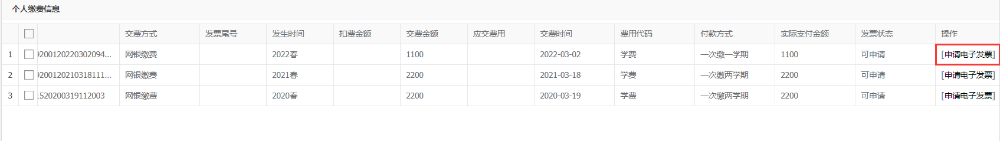 个人缴费信息
交费方式 发票尾号 发生时间 扣费金额 交费金额 应交费用 交费时间 费用代码 付款方式 实际支付金额 发票状态 操作
1 9200120220302094... 网银缴费 2022春 1100 2022-03-02 学费 一次缴一学期 1100 可申请 [申请电子发票]
2 9200120210318111... 网银缴费 2021春 2200 2021-03-18 学费 一次缴两学期 2200 可申请 [申请电子发票]
3 1520200319112003 网银缴费 2020春 2200 2020-03-19 学费 一次缴两学期 2200 可申请 [申请电子发票]